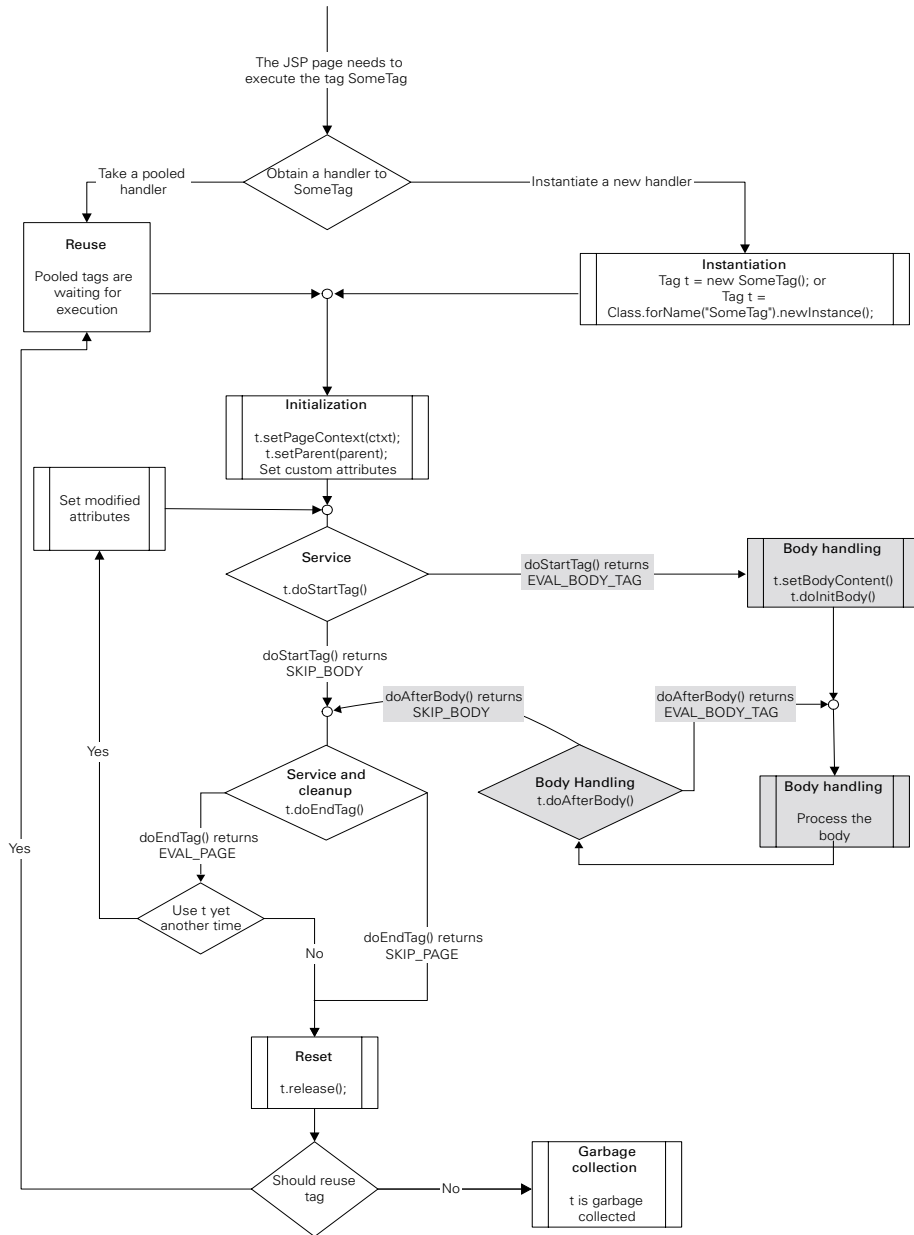 The JSP page needs to
execute the tag SomeTag
Take a pooled
handler
Obtain a handler to
SomeTag
Instantiate a new handler
Reuse
Pooled tags are
waiting for
execution
Instantiation
Tag t = new SomeTag(); or
Tag t =
Class.forName("SomeTag").newInstance();
Initialization
t.setPageContext(ctxt);
t.setParent(parent);
Set custom attributes
Set modified
attributes
Service
t.doStartTag()
doStartTag() returns
EVAL_BODY_TAG
Body handling
t.setBodyContent()
t.doInitBody()
doStartTag() returns
SKIP_BODY
doAfterBody() returns
SKIP_BODY
doAfterBody() returns
EVAL_BODY_TAG
Yes
Service and
cleanup
t.doEndTag()
Body Handling
t.doAfterBody()
Body handling
Process the
body
Yes
doEndTag() returns
EVAL_PAGE
Use t yet
another time
No
doEndTag() returns
SKIP_PAGE
Reset
t.release();
Should reuse
tag
No
Garbage
collection
t is garbage
collected